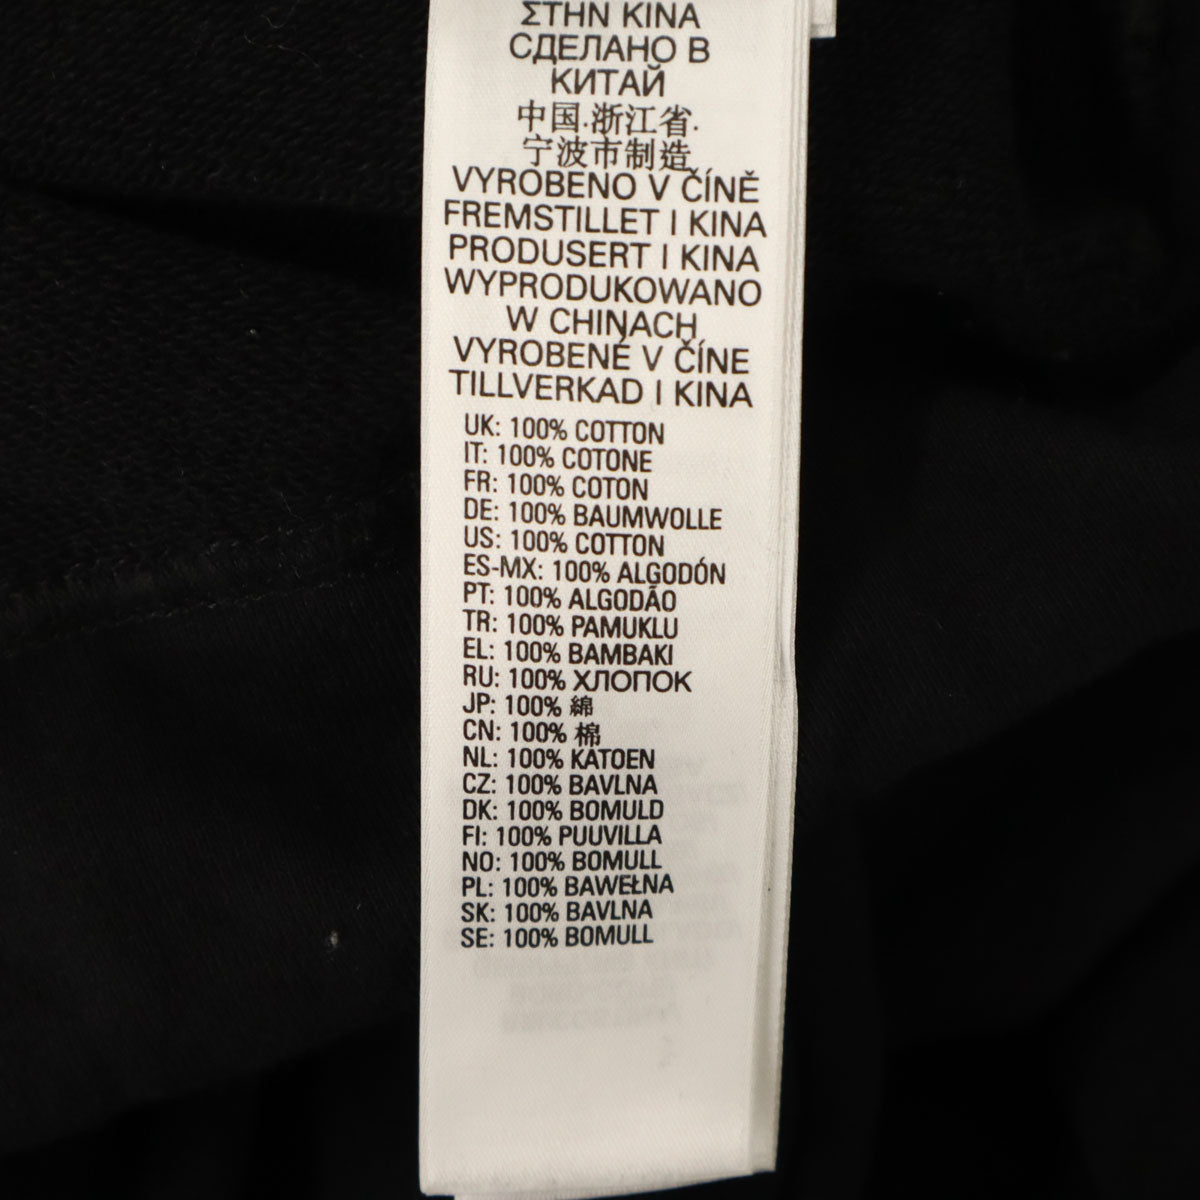 ΣΤΗΝ ΚΙΝΑ
СДЕЛАНО В
КИТАЙ
中国.浙江省.
宁波市制造
VYROBENO V ČÍNĚ
FREMSTILLET I KINA
PRODUSERT I KINA
WYPRODUKOWANO
W CHINACH
VYROBENÉ V ČÍNE
TILLVERKAD I KINA
UK: 100% COTTON
IT: 100% COTONE
FR: 100% COTON
DE: 100% BAUMWOLLE
US: 100% COTTON
ES-MX: 100% ALGODÓN
PT: 100% ALGODÃO
TR: 100% PAMUKLU
EL: 100% ΒΑΜΒΑΚΙ
RU: 100% ХЛОПОК
JP: 100% 綿
CN: 100% 棉
NL: 100% KATOEN
CZ: 100% BAVLNA
DK: 100% BOMULD
FI: 100% PUUVILLA
NO: 100% BOMULL
PL: 100% BAWEŁNA
SK: 100% BAVLNA
SE: 100% BOMULL